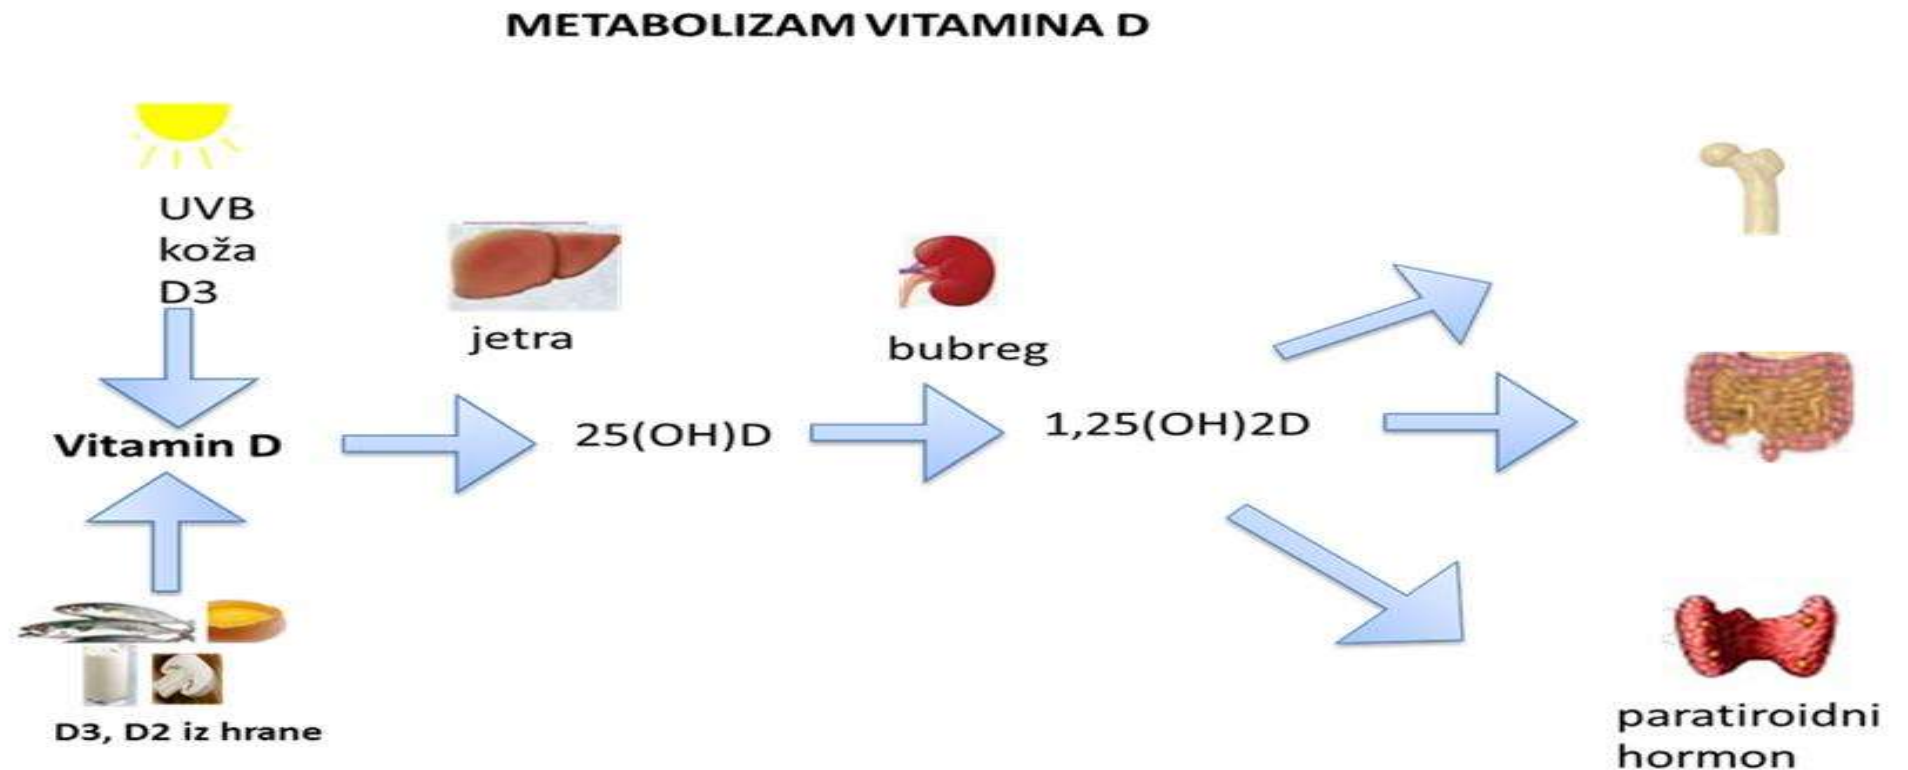 METABOLIZAM VITAMINA D
UVB
koža
D3
jetra
bubreg
Vitamin D
25(OH)D
1,25(OH)2D
D3, D2 iz hrane
paratiroidni
hormon